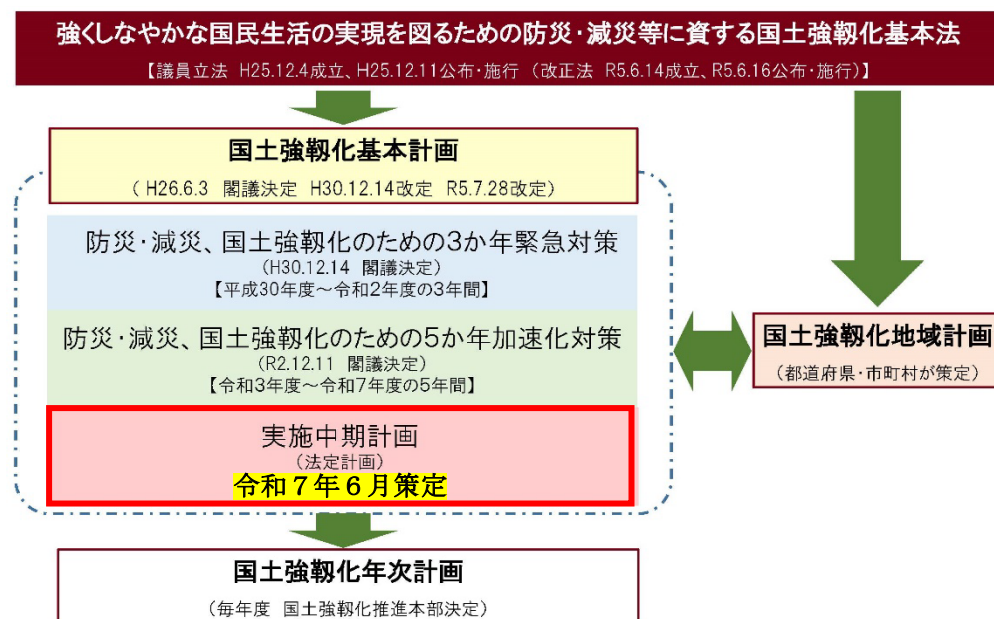 強くしなやかな国民生活の実現を図るための防災・減災等に資する国土強靱化基本法
【議員立法 H25.12.4成立、H25.12.11公布・施行 (改正法 R5.6.14成立、R5.6.16公布・施行)】
国土強靱化基本計画
( H26.6.3 閣議決定 H30.12.14改定 R5.7.28改定)
防災・減災、国土強靱化のための3か年緊急対策
(H30.12.14 閣議決定)
【平成30年度～令和2年度の3年間】
防災・減災、国土強靱化のための5か年加速化対策
(R2.12.11 閣議決定)
【令和3年度～令和7年度の5年間】
実施中期計画
(法定計画)
令和７年６月策定
国土強靱化地域計画
(都道府県・市町村が策定)
国土強靱化年次計画
(毎年度 国土強靱化推進本部決定)